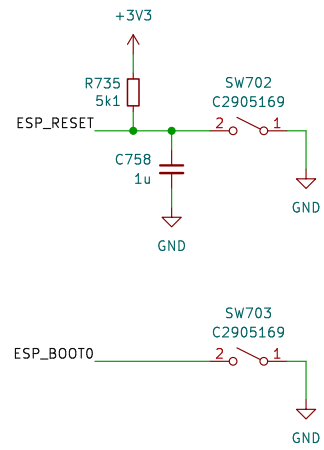 +3V3
R735
5k1
SW702
C2905169
ESP_RESET
2 1
C758
1u
GND
GND
SW703
C2905169
ESP_BOOT0
2 1
GND